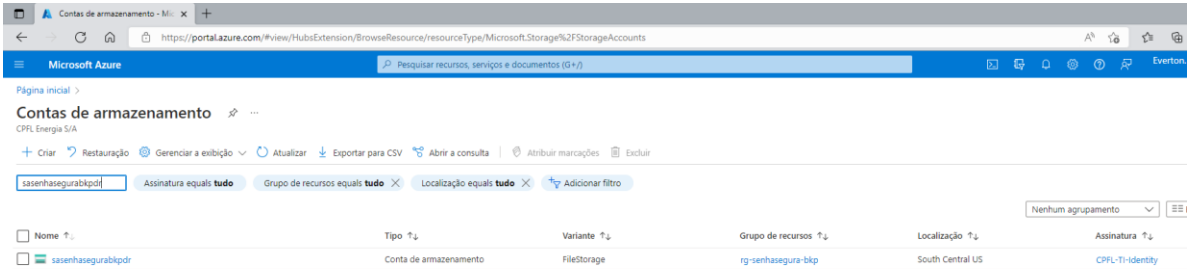 Contas de armazenamento - Mic
https://portal.azure.com/#view/HubsExtension/BrowseResource/resourceType/Microsoft.Storage%2FStorageAccounts
Microsoft Azure Pesquisar recursos, serviços e documentos (G+/) Everton.
Página inicial >
Contas de armazenamento ...
CPFL Energia S/A
Criar Restauração Gerenciar a exibição Atualizar Exportar para CSV Abrir a consulta Atribuir marcações Excluir
sasenhasegurabkpdr Assinatura equals tudo Grupo de recursos equals tudo Localização equals tudo Adicionar filtro
Nenhum agrupamento
Nome Tipo Variante Grupo de recursos Localização Assinatura
sasenhasegurabkpdr Conta de armazenamento FileStorage rg-senhasegura-bkp South Central US CPFL-TI-Identity